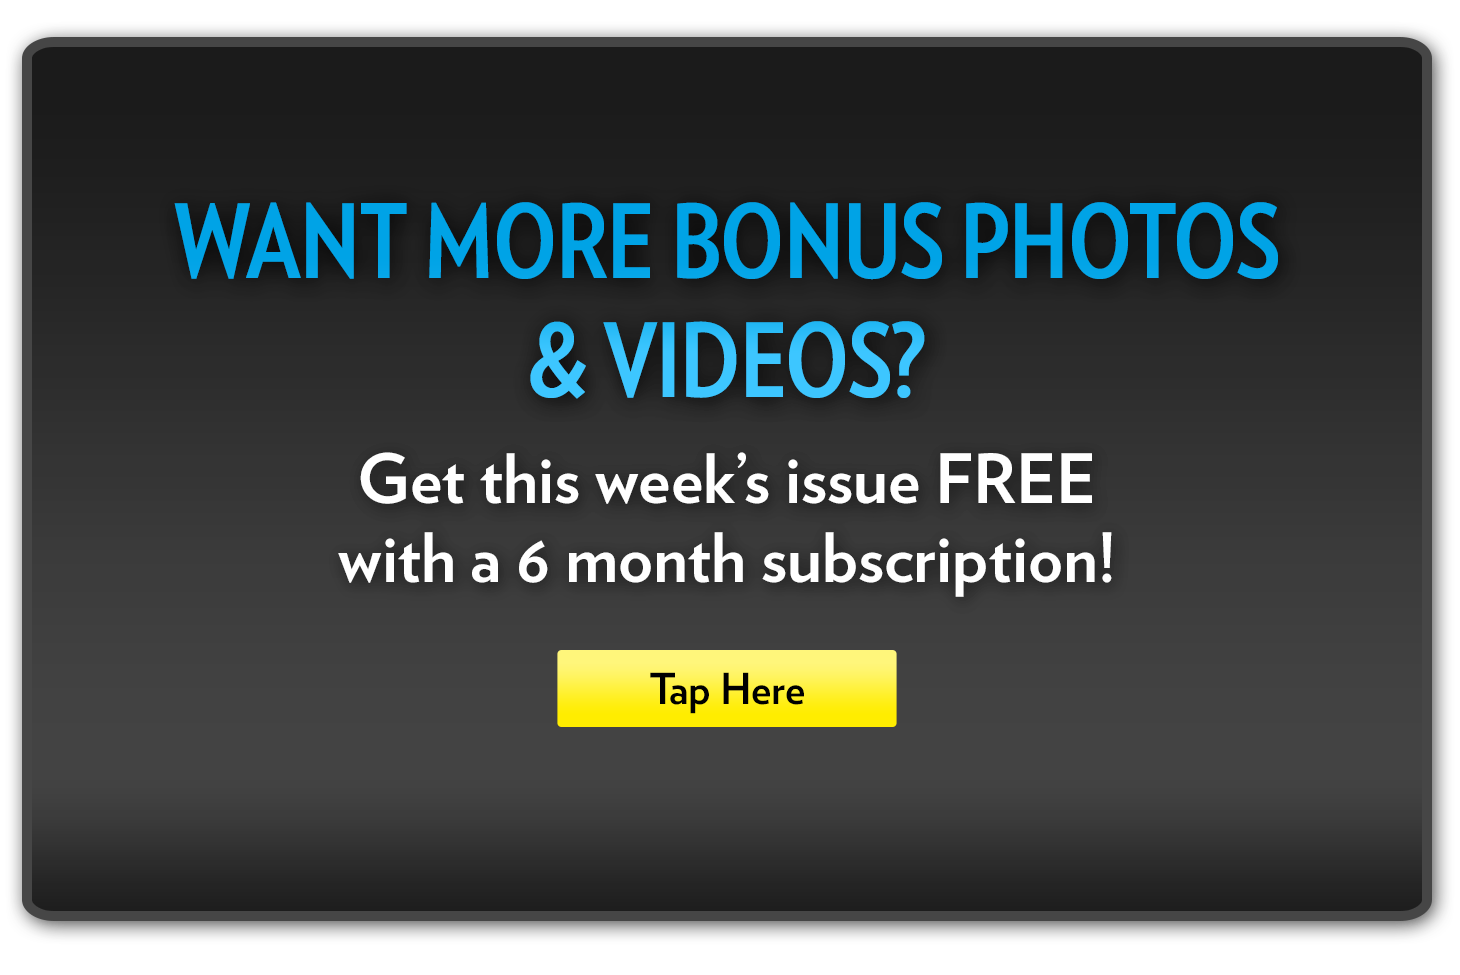 WANT MORE BONUS PHOTOS
& VIDEOS?
Get this week’s issue FREE
with a 6 month subscription!
Tap Here